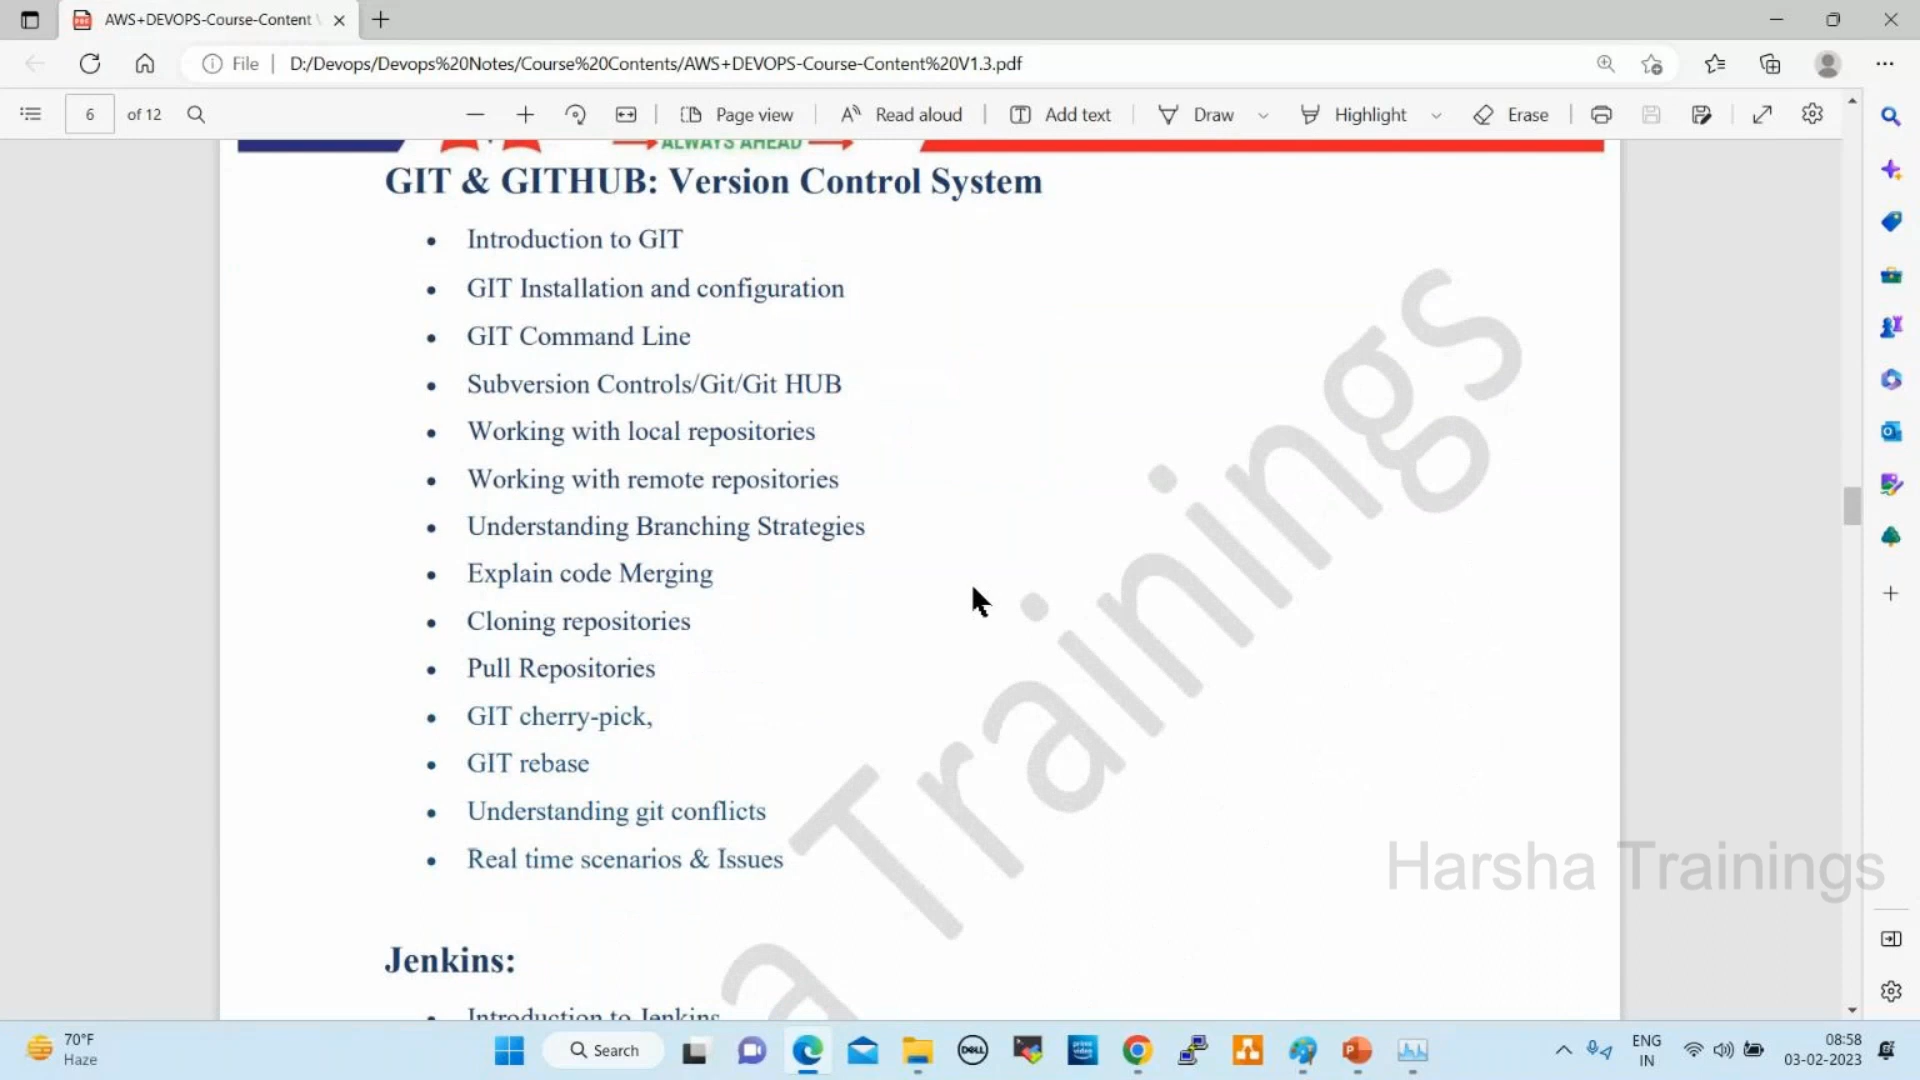 AWS+DEVOPS-Course-Content
File
D:/Devops/Devops%20Notes/Course%20Contents/AWS+DEVOPS-Course-Content%20V1.3.pdf
6 of 12
Page view
Read aloud
Add text
Draw
Highlight
Erase
ALWAYS AHEAD
GIT & GITHUB: Version Control System
• Introduction to GIT
• GIT Installation and configuration
• GIT Command Line
• Subversion Controls/Git/Git HUB
• Working with local repositories
• Working with remote repositories
• Understanding Branching Strategies
• Explain code Merging
• Cloning repositories
• Pull Repositories
• GIT cherry-pick,
• GIT rebase
• Understanding git conflicts
• Real time scenarios & Issues
a Trainings
Harsha Trainings
Jenkins:
• Introduction to Jenkins
70°F
Haze
Search
DELL
prime video
ENG
IN
08:58
03-02-2023